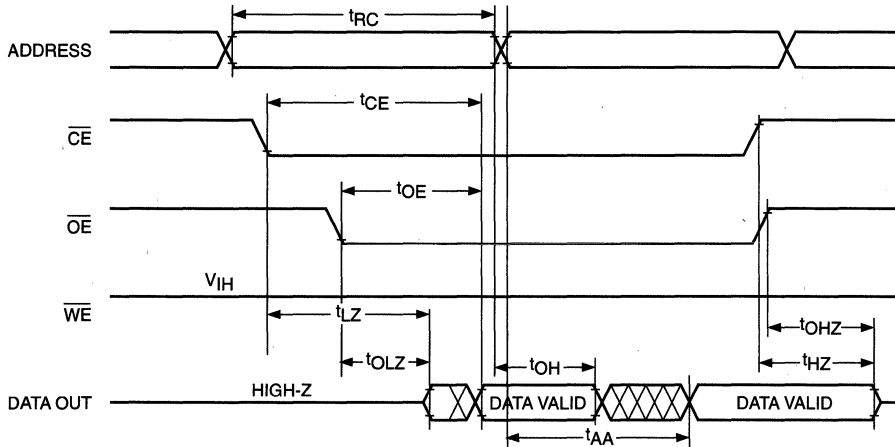 tRC
ADDRESS
tCE
CE
tOE
OE
VIH
WE
tLZ
tOHZ
tOLZ
tOH
tHZ
HIGH-Z
DATA OUT
DATA VALID
DATA VALID
tAA